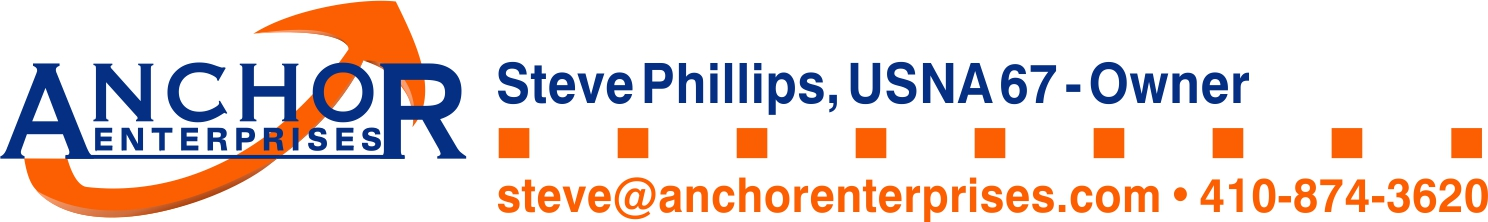 ANCHOR
ENTERPRISES
Steve Phillips, USNA 67 - Owner
steve@anchorenterprises.com • 410-874-3620